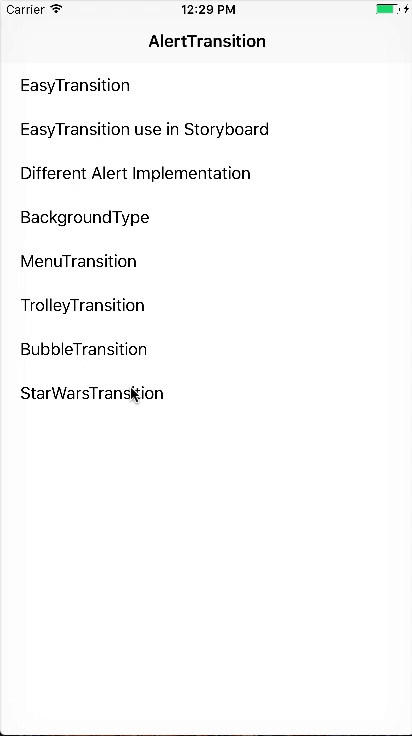 Carrier 12:29 PM
AlertTransition
EasyTransition
EasyTransition use in Storyboard
Different Alert Implementation
BackgroundType
MenuTransition
TrolleyTransition
BubbleTransition
StarWarsTransition